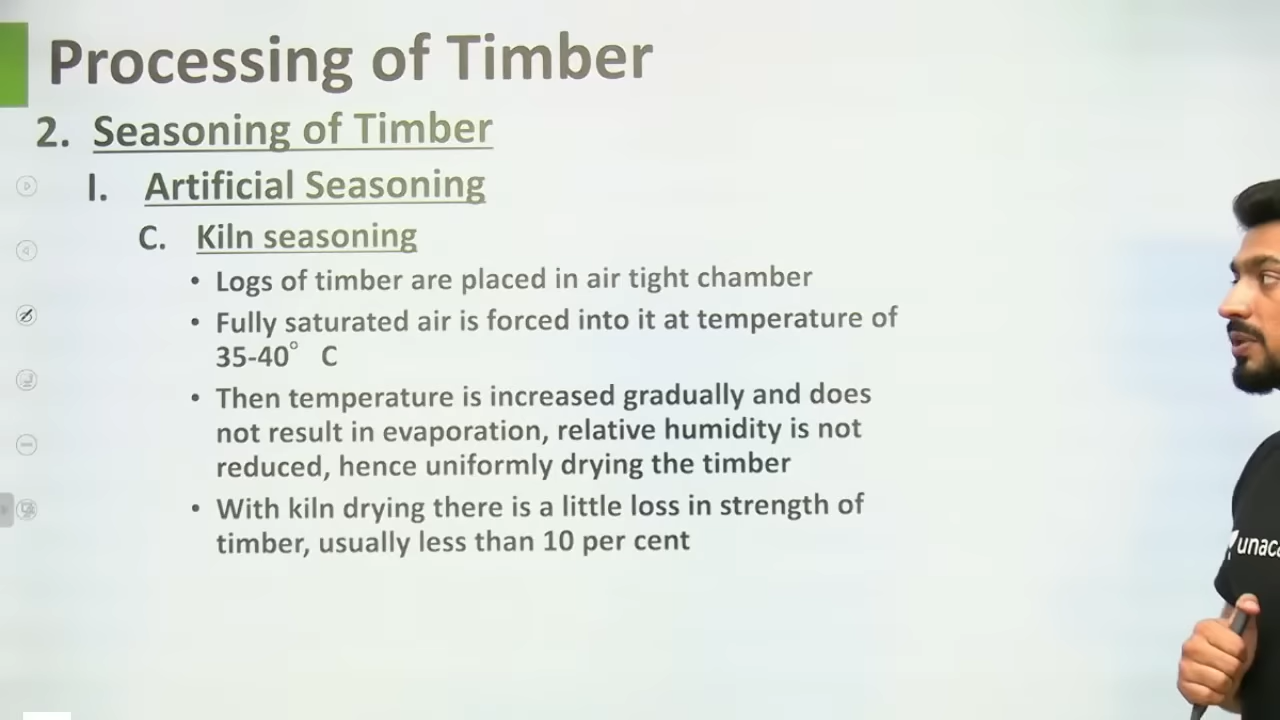 Processing of Timber
2. Seasoning of Timber
I. Artificial Seasoning
C. Kiln seasoning
• Logs of timber are placed in air tight chamber
• Fully saturated air is forced into it at temperature of
35-40° C
• Then temperature is increased gradually and does
not result in evaporation, relative humidity is not
reduced, hence uniformly drying the timber
• With kiln drying there is a little loss in strength of
timber, usually less than 10 per cent
unaca